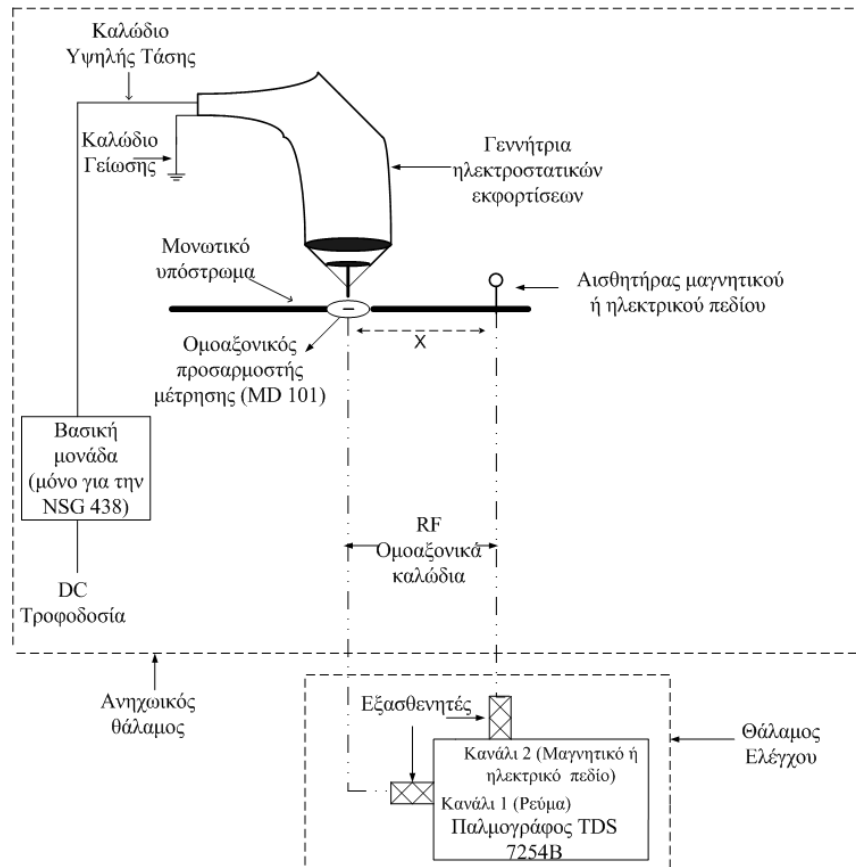 Καλώδιο
Υψηλής Τάσης
Καλώδιο
Γείωσης
Γεννήτρια
ηλεκτροστατικών
εκφορτίσεων
Μονωτικό
υπόστρωμα
Αισθητήρας μαγνητικού
ή ηλεκτρικού πεδίου
X
Ομοαξονικός
προσαρμοστής
μέτρησης (MD 101)
Βασική
μονάδα
(μόνο για την
NSG 438)
RF
Ομοαξονικά
καλώδια
DC
Τροφοδοσία
Ανηχωικός
θάλαμος
Εξασθενητές
Θάλαμος
Ελέγχου
Κανάλι 2 (Μαγνητικό ή
ηλεκτρικό πεδίο)
Κανάλι 1 (Ρεύμα)
Παλμογράφος TDS
7254B